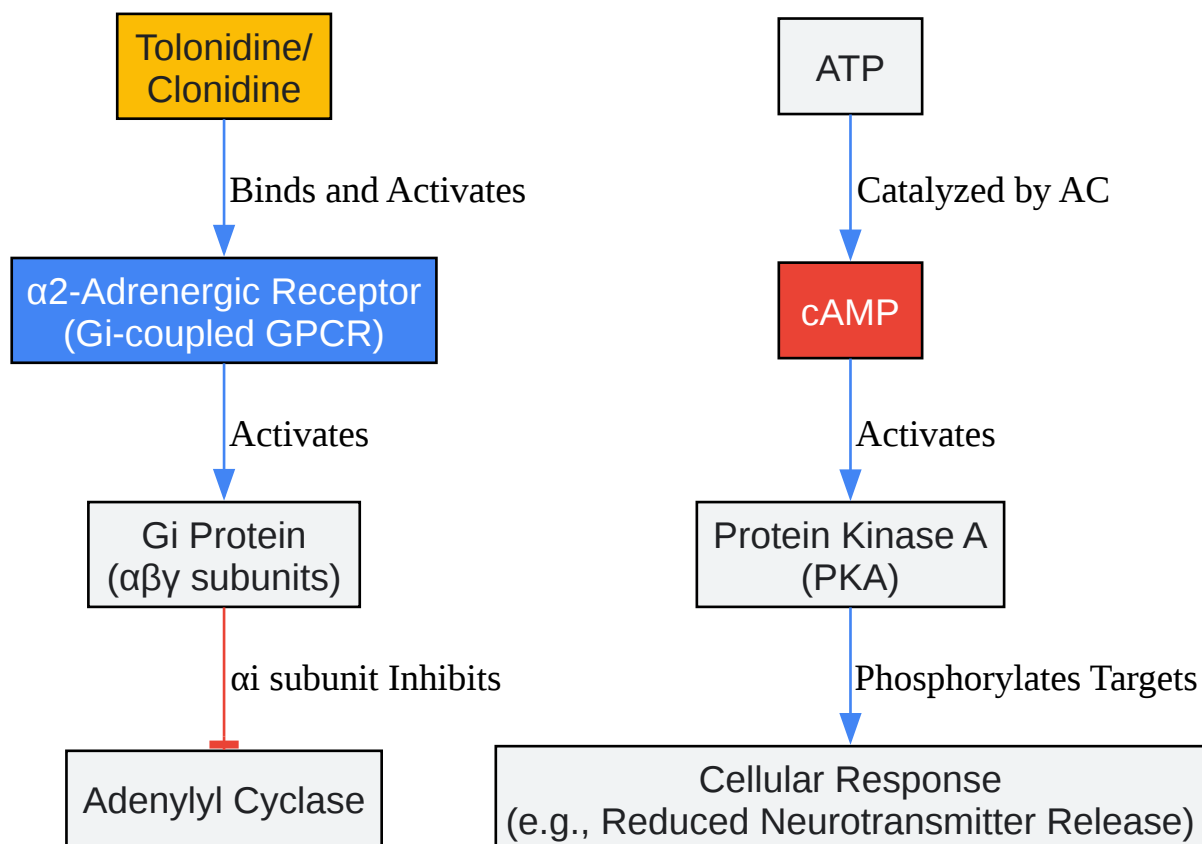 Tolonidine/
Clonidine
Binds and Activates
α2-Adrenergic Receptor
(Gi-coupled GPCR)
Activates
Gi Protein
(αβγ subunits)
αi subunit Inhibits
Adenylyl Cyclase
ATP
Catalyzed by AC
cAMP
Activates
Protein Kinase A
(PKA)
Phosphorylates Targets
Cellular Response
(e.g., Reduced Neurotransmitter Release)